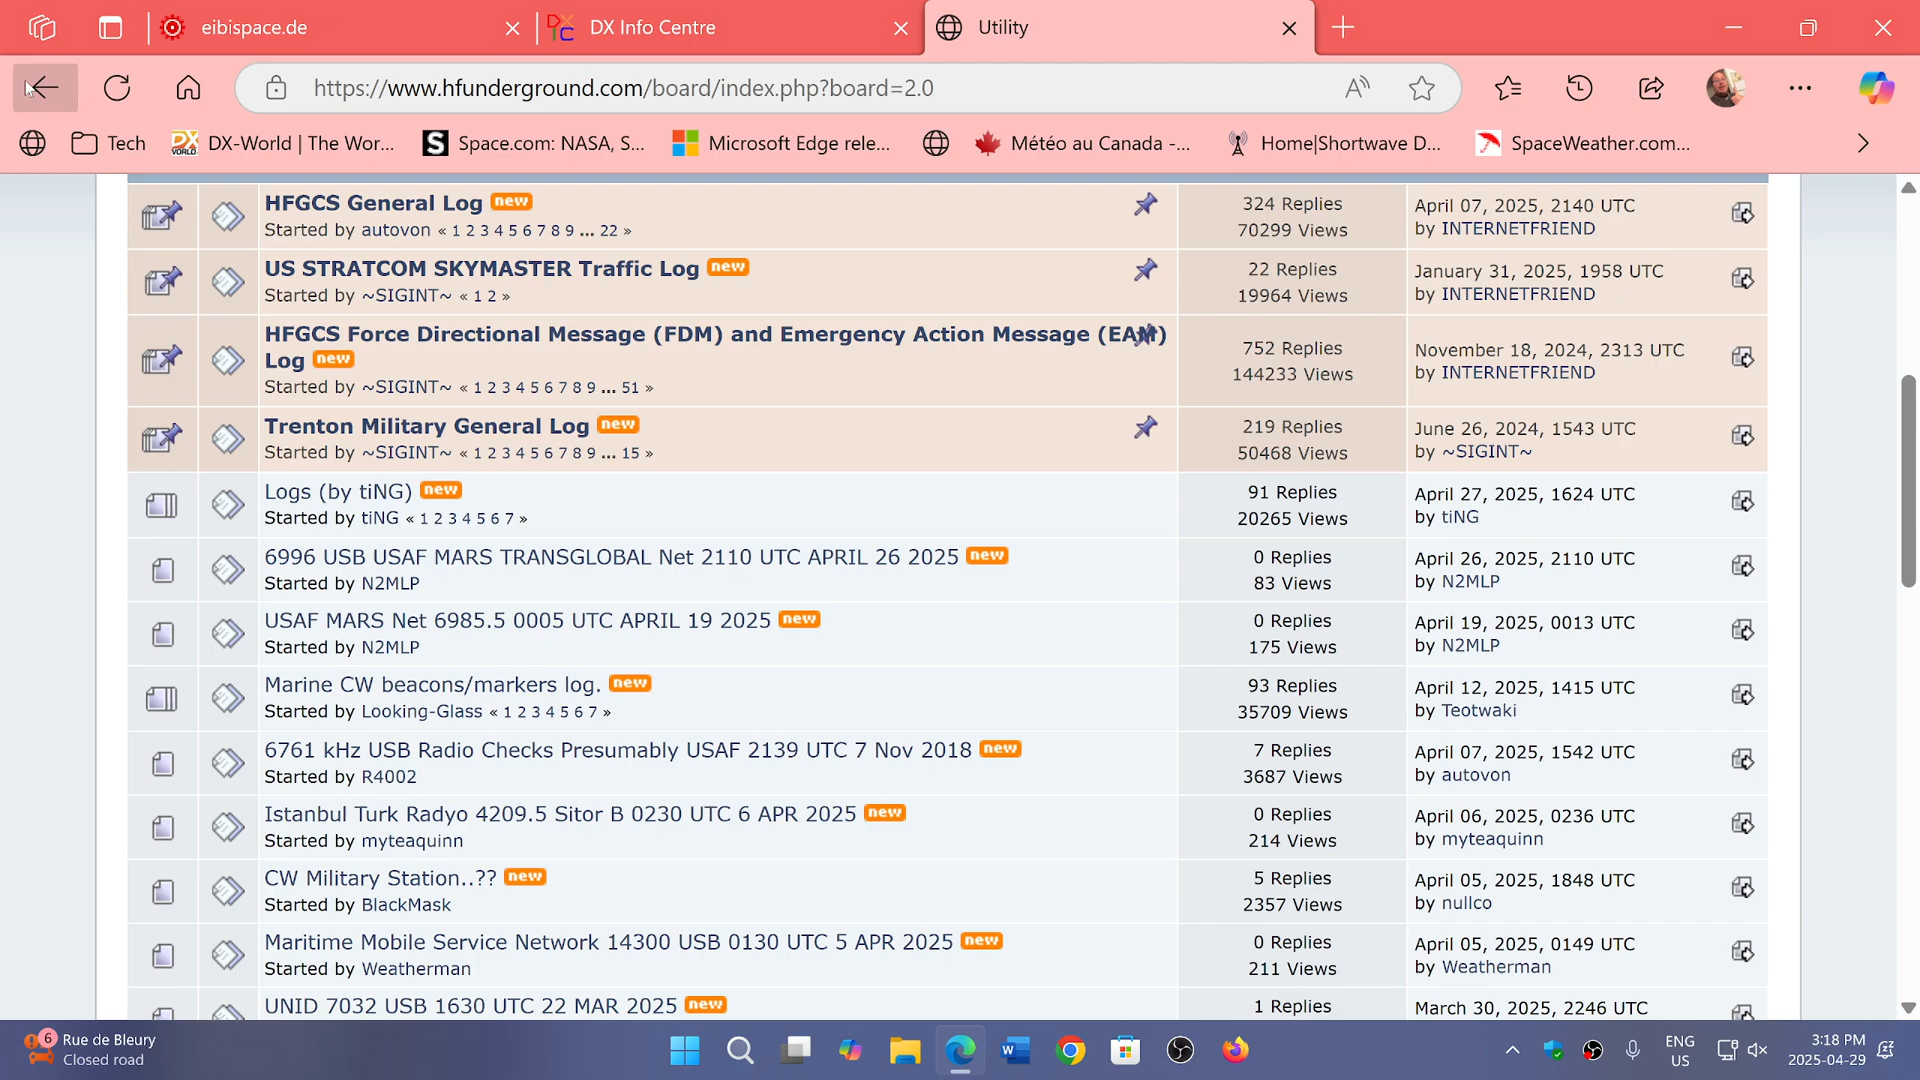 eibispace.de
DX Info Centre
Utility
https://www.hfunderground.com/board/index.php?board=2.0
Tech
DX-World | The Wor...
Space.com: NASA, S...
Microsoft Edge rele...
Météo au Canada -...
Home|Shortwave D...
SpaceWeather.com...
HFGCS General Log new
Started by autovon « 1 2 3 4 5 6 7 8 9 ... 22 »
324 Replies
70299 Views
April 07, 2025, 2140 UTC
by INTERNETFRIEND
US STRATCOM SKYMASTER Traffic Log new
Started by ~SIGINT~ « 1 2 »
22 Replies
19964 Views
January 31, 2025, 1958 UTC
by INTERNETFRIEND
HFGCS Force Directional Message (FDM) and Emergency Action Message (EAM)
Log new
Started by ~SIGINT~ « 1 2 3 4 5 6 7 8 9 ... 51 »
752 Replies
144233 Views
November 18, 2024, 2313 UTC
by INTERNETFRIEND
Trenton Military General Log new
Started by ~SIGINT~ « 1 2 3 4 5 6 7 8 9 ... 15 »
219 Replies
50468 Views
June 26, 2024, 1543 UTC
by ~SIGINT~
Logs (by tiNG) new
Started by tiNG « 1 2 3 4 5 6 7 »
91 Replies
20265 Views
April 27, 2025, 1624 UTC
by tiNG
6996 USB USAF MARS TRANSGLOBAL Net 2110 UTC APRIL 26 2025 new
Started by N2MLP
0 Replies
83 Views
April 26, 2025, 2110 UTC
by N2MLP
USAF MARS Net 6985.5 0005 UTC APRIL 19 2025 new
Started by N2MLP
0 Replies
175 Views
April 19, 2025, 0013 UTC
by N2MLP
Marine CW beacons/markers log. new
Started by Looking-Glass « 1 2 3 4 5 6 7 »
93 Replies
35709 Views
April 12, 2025, 1415 UTC
by Teotwaki
6761 kHz USB Radio Checks Presumably USAF 2139 UTC 7 Nov 2018 new
Started by R4002
7 Replies
3687 Views
April 07, 2025, 1542 UTC
by autovon
Istanbul Turk Radyo 4209.5 Sitor B 0230 UTC 6 APR 2025 new
Started by myteaquinn
0 Replies
214 Views
April 06, 2025, 0236 UTC
by myteaquinn
CW Military Station..?? new
Started by BlackMask
5 Replies
2357 Views
April 05, 2025, 1848 UTC
by nullco
Maritime Mobile Service Network 14300 USB 0130 UTC 5 APR 2025 new
Started by Weatherman
0 Replies
211 Views
April 05, 2025, 0149 UTC
by Weatherman
UNID 7032 USB 1630 UTC 22 MAR 2025 new
1 Replies
March 30, 2025, 2246 UTC
6
Rue de Bleury
Closed road
ENG
US
3:18 PM
2025-04-29